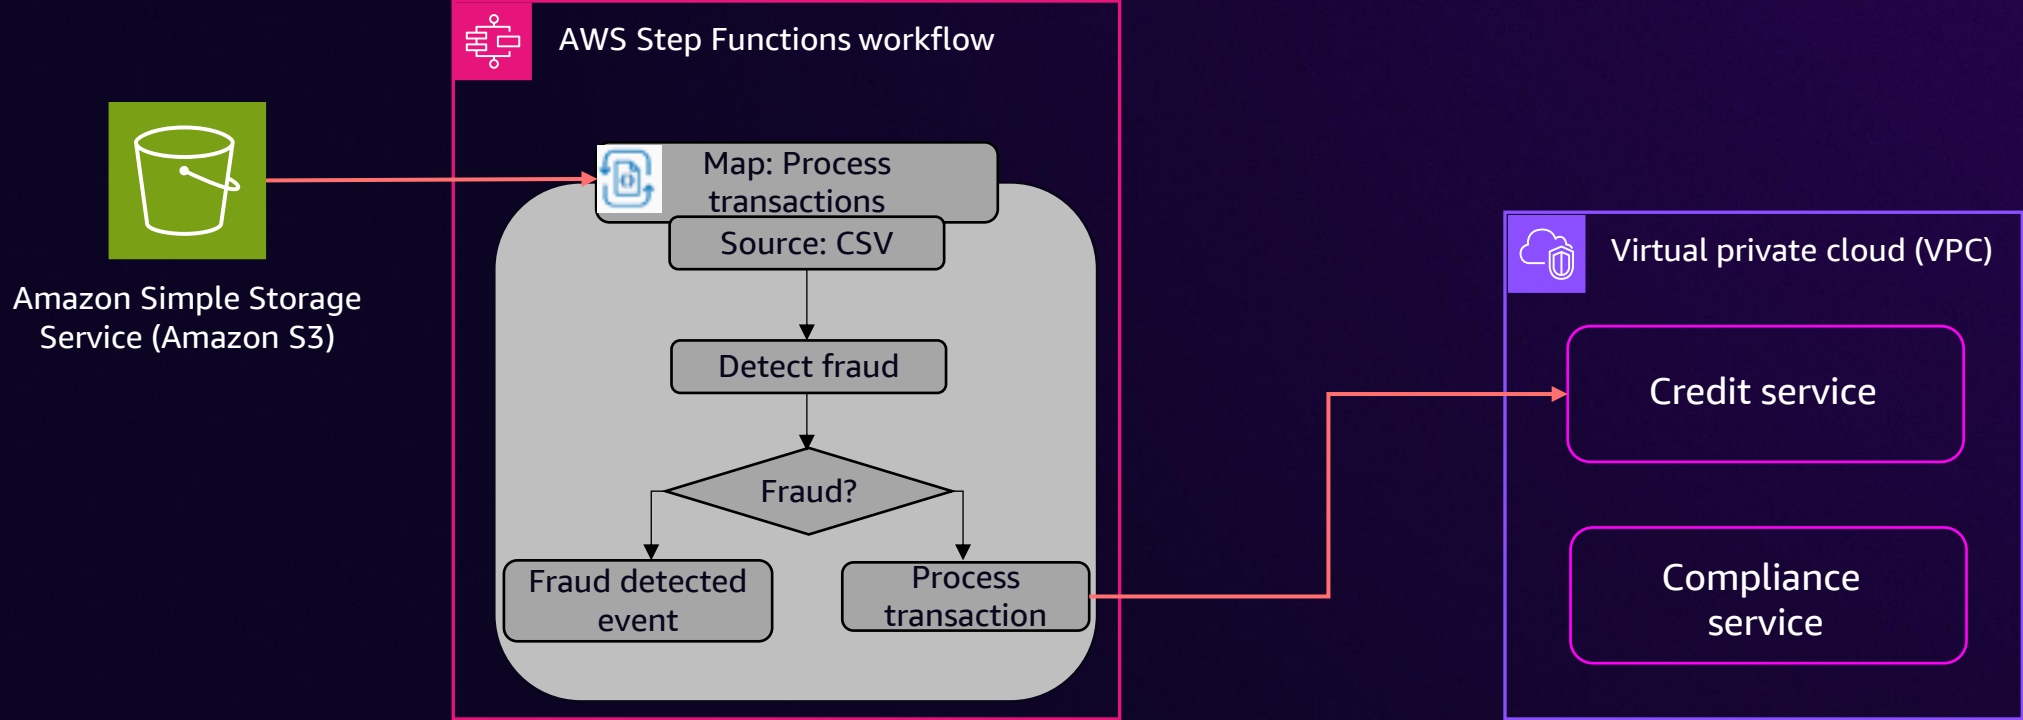 AWS Step Functions workflow
Amazon Simple Storage
Service (Amazon S3)
Map: Process
transactions
Source: CSV
Detect fraud
Fraud?
Fraud detected
event
Process
transaction
Virtual private cloud (VPC)
Credit service
Compliance
service